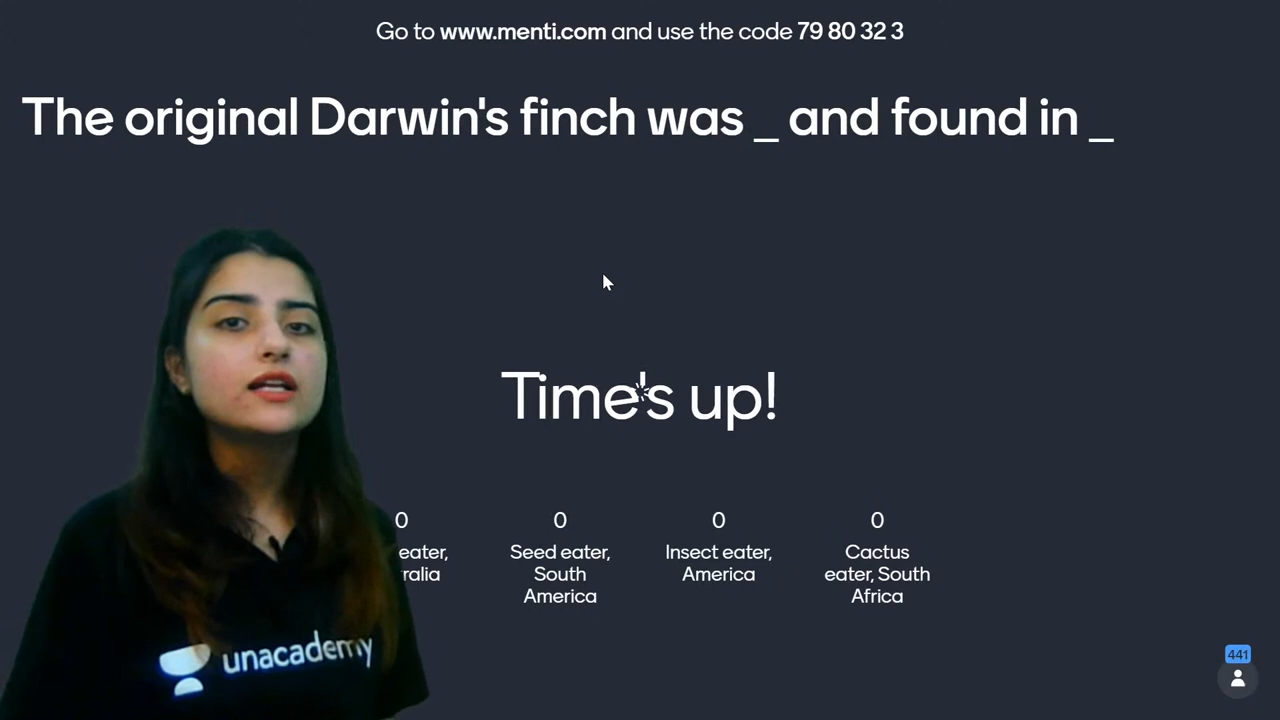 Go to www.menti.com and use the code 79 80 32 3
The original Darwin's finch was _ and found in _
Time's up!
0
0
0
0
eater,
Seed eater,
South
America
Insect eater,
America
Cactus
eater, South
Africa
unacademy
441